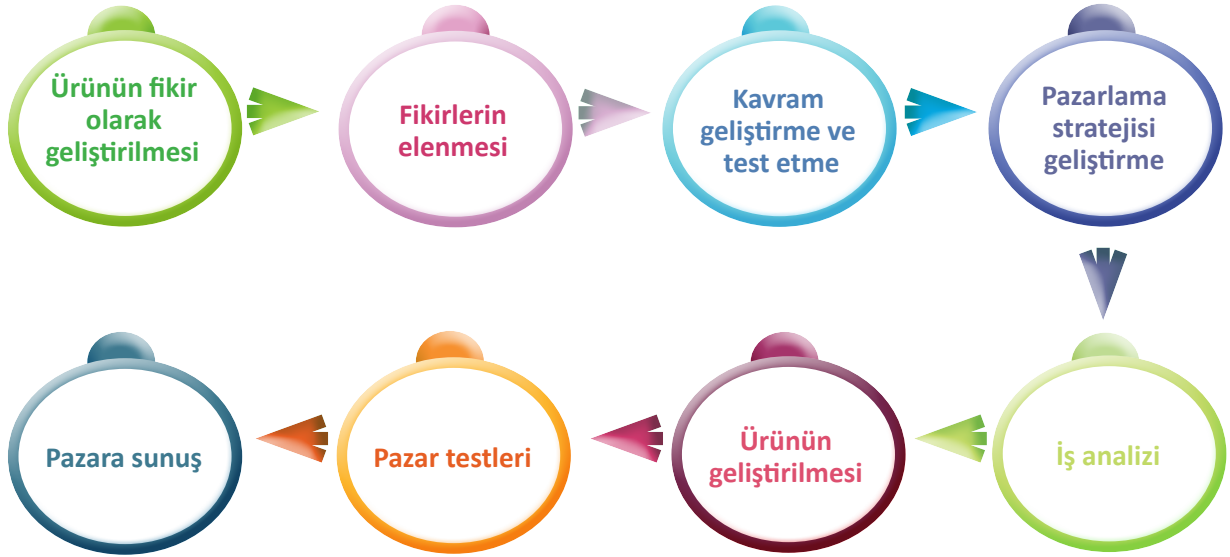 Ürünün fikir
olarak
geliştirilmesi
Fikirlerin
elenmesi
Kavram
geliştirme ve
test etme
Pazarlama
stratejisi
geliştirme
İş analizi
Ürünün
geliştirilmesi
Pazar testleri
Pazara sunuş